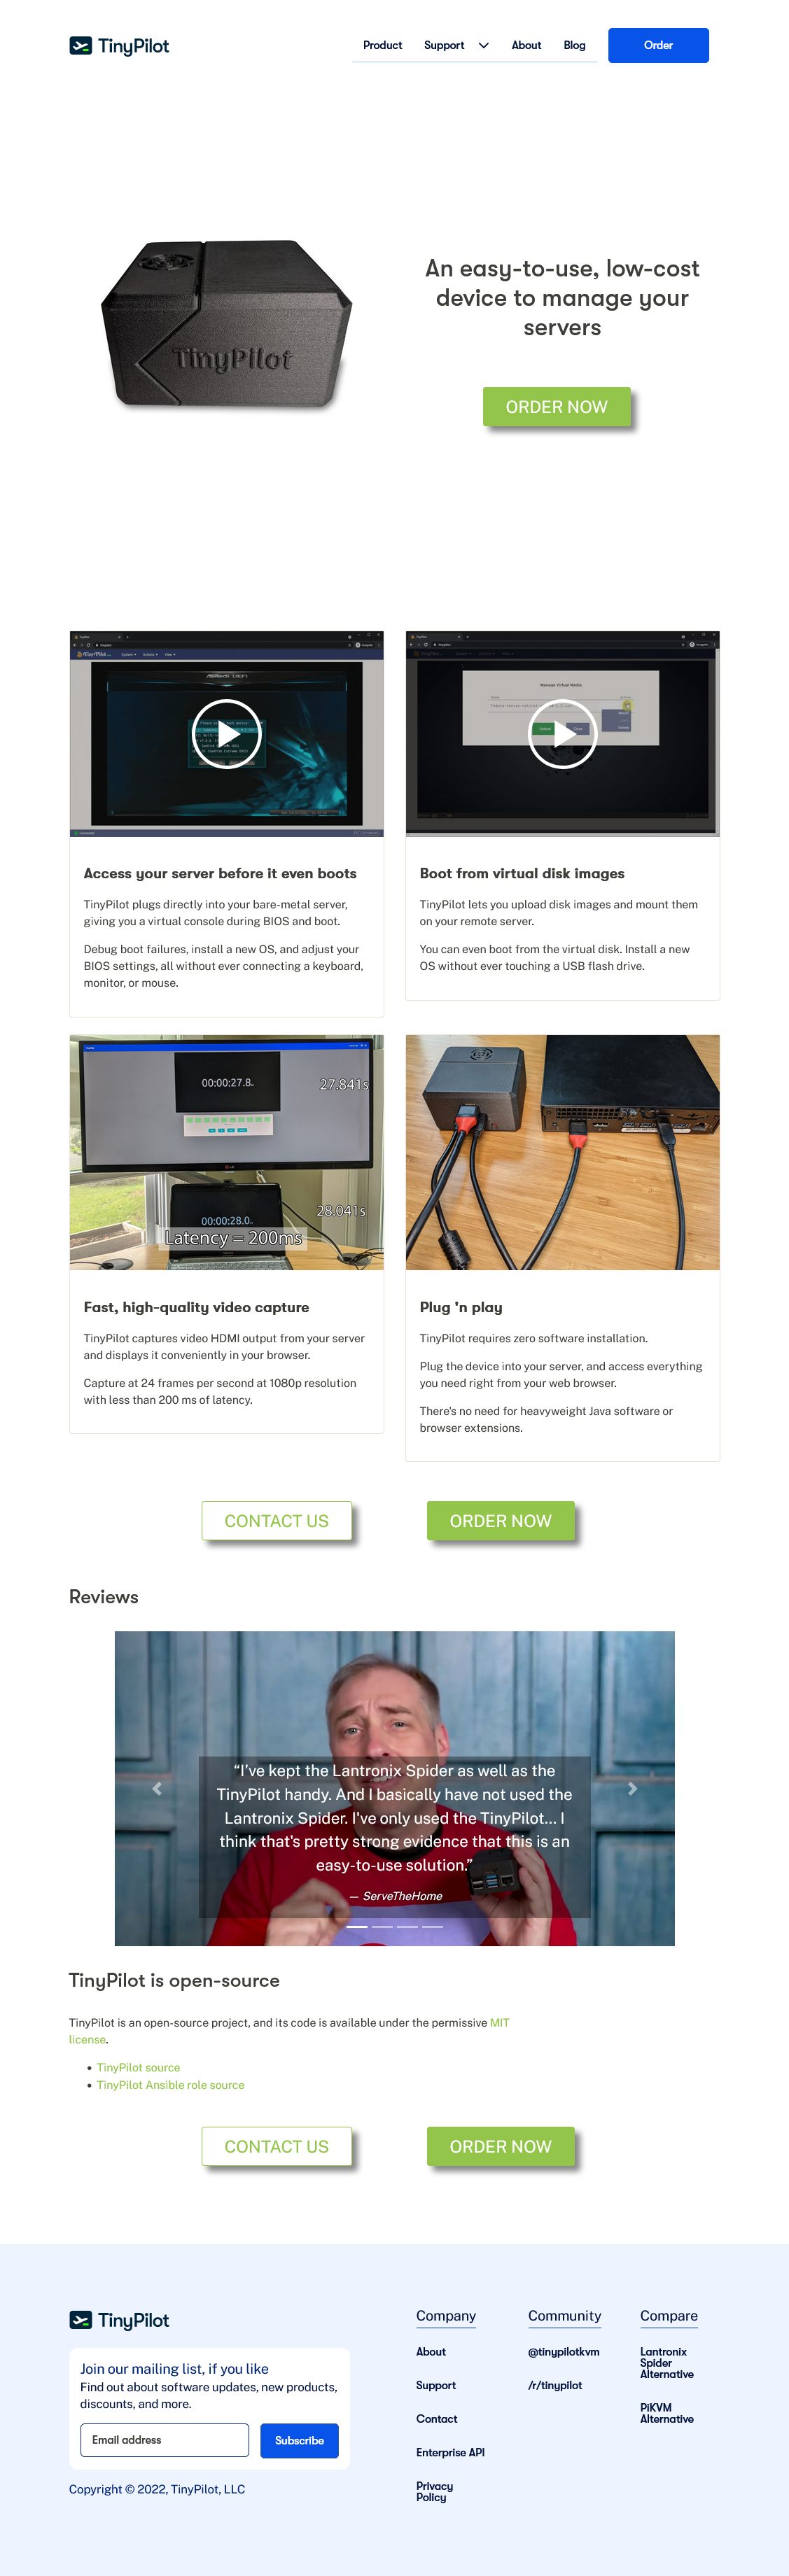 TinyPilot
Product Support About Blog Order
TinyPilot
An easy-to-use, low-cost
device to manage your
servers
ORDER NOW
Access your server before it even boots
TinyPilot plugs directly into your bare-metal server,
giving you a virtual console during BIOS and boot.
Debug boot failures, install a new OS, and adjust your
BIOS settings, all without ever connecting a keyboard,
monitor, or mouse.
Manage Virtual Media
Boot from virtual disk images
TinyPilot lets you upload disk images and mount them
on your remote server.
You can even boot from the virtual disk. Install a new
OS without ever touching a USB flash drive.
00:00:27.8
27.841s
28.041s
00:00:28.0
Latency = 200ms
Fast, high-quality video capture
TinyPilot captures video HDMI output from your server
and displays it conveniently in your browser.
Capture at 24 frames per second at 1080p resolution
with less than 200 ms of latency.
Plug 'n play
TinyPilot requires zero software installation.
Plug the device into your server, and access everything
you need right from your web browser.
There's no need for heavyweight Java software or
browser extensions.
CONTACT US
ORDER NOW
Reviews
“I've kept the Lantronix Spider as well as the
TinyPilot handy. And I basically have not used the
Lantronix Spider. I've only used the TinyPilot... I
think that's pretty strong evidence that this is an
easy-to-use solution.”
— ServeTheHome
TinyPilot is open-source
TinyPilot is an open-source project, and its code is available under the permissive MIT
license.
• TinyPilot source
• TinyPilot Ansible role source
CONTACT US
ORDER NOW
TinyPilot
Join our mailing list, if you like
Find out about software updates, new products,
discounts, and more.
Email address
Subscribe
Copyright © 2022, TinyPilot, LLC
Company
About
Support
Contact
Enterprise API
Privacy
Policy
Community
@tinypilotkvm
/r/tinypilot
Compare
Lantronix
Spider
Alternative
PiKVM
Alternative